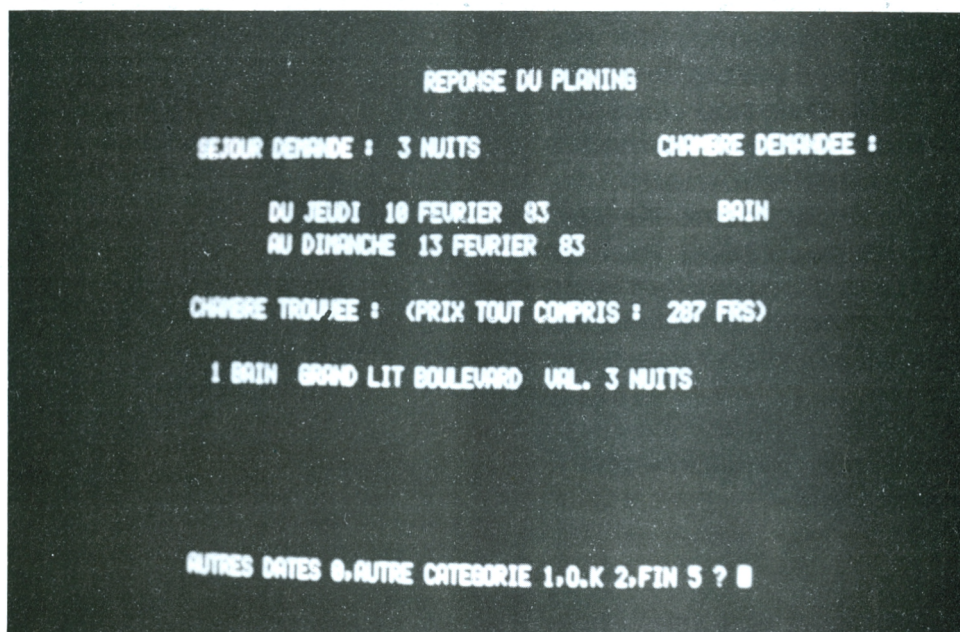 REPONSE DU PLANING
SEJOUR DEMANDE : 3 NUITS CHAMBRE DEMANDEE :
DU JEUDI 10 FEVRIER 83 BAIN
AU DIMANCHE 13 FEVRIER 83
CHAMBRE TROUVEE : (PRIX TOUT COMPRIS : 287 FRS)
1 BAIN GRAND LIT BOULEVARD VAL. 3 NUITS
AUTRES DATES 0,AUTRE CATEGORIE 1,O.K 2,FIN 5 ?